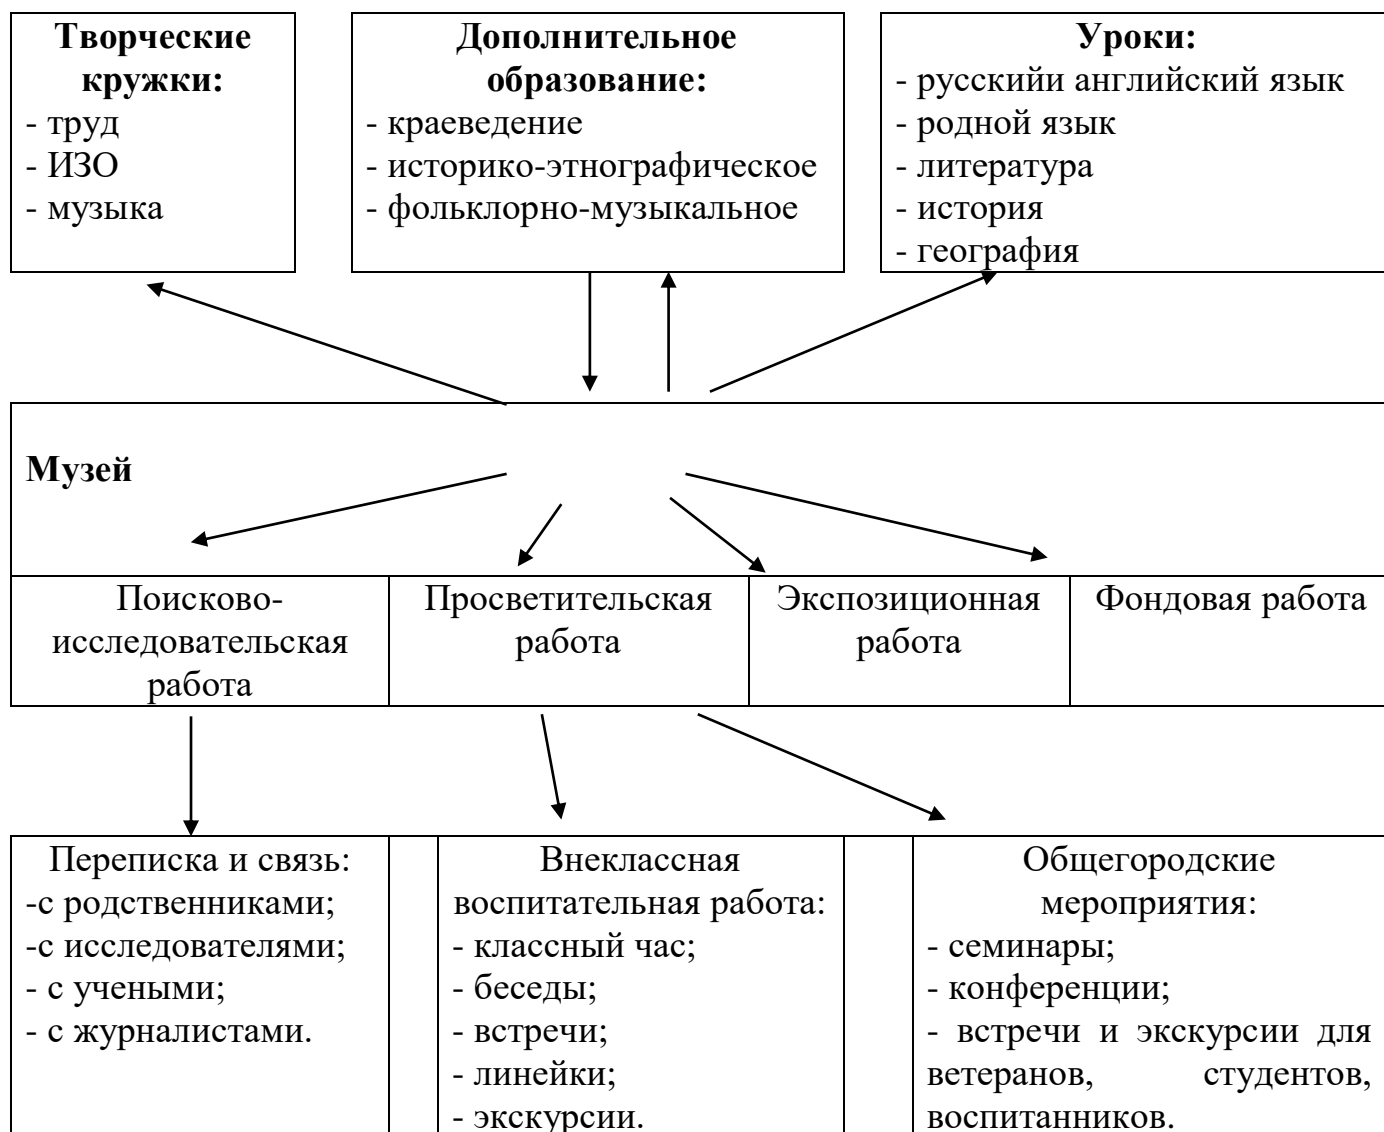 Творческие
кружки:
- труд
- ИЗО
- музыка
Дополнительное
образование:
- краеведение
- историко-этнографическое
- фольклорно-музыкальное
Уроки:
- русскийи английский язык
- родной язык
- литература
- история
- география
Музей
Поисково-
исследовательская
работа
Просветительская
работа
Экспозиционная
работа
Фондовая работа
Переписка и связь:
-с родственниками;
-с исследователями;
- с учеными;
- с журналистами.
Внеклассная
воспитательная работа:
- классный час;
- беседы;
- встречи;
- линейки;
- экскурсии.
Общегородские
мероприятия:
- семинары;
- конференции;
- встречи и экскурсии для
ветеранов, студентов,
воспитанников.